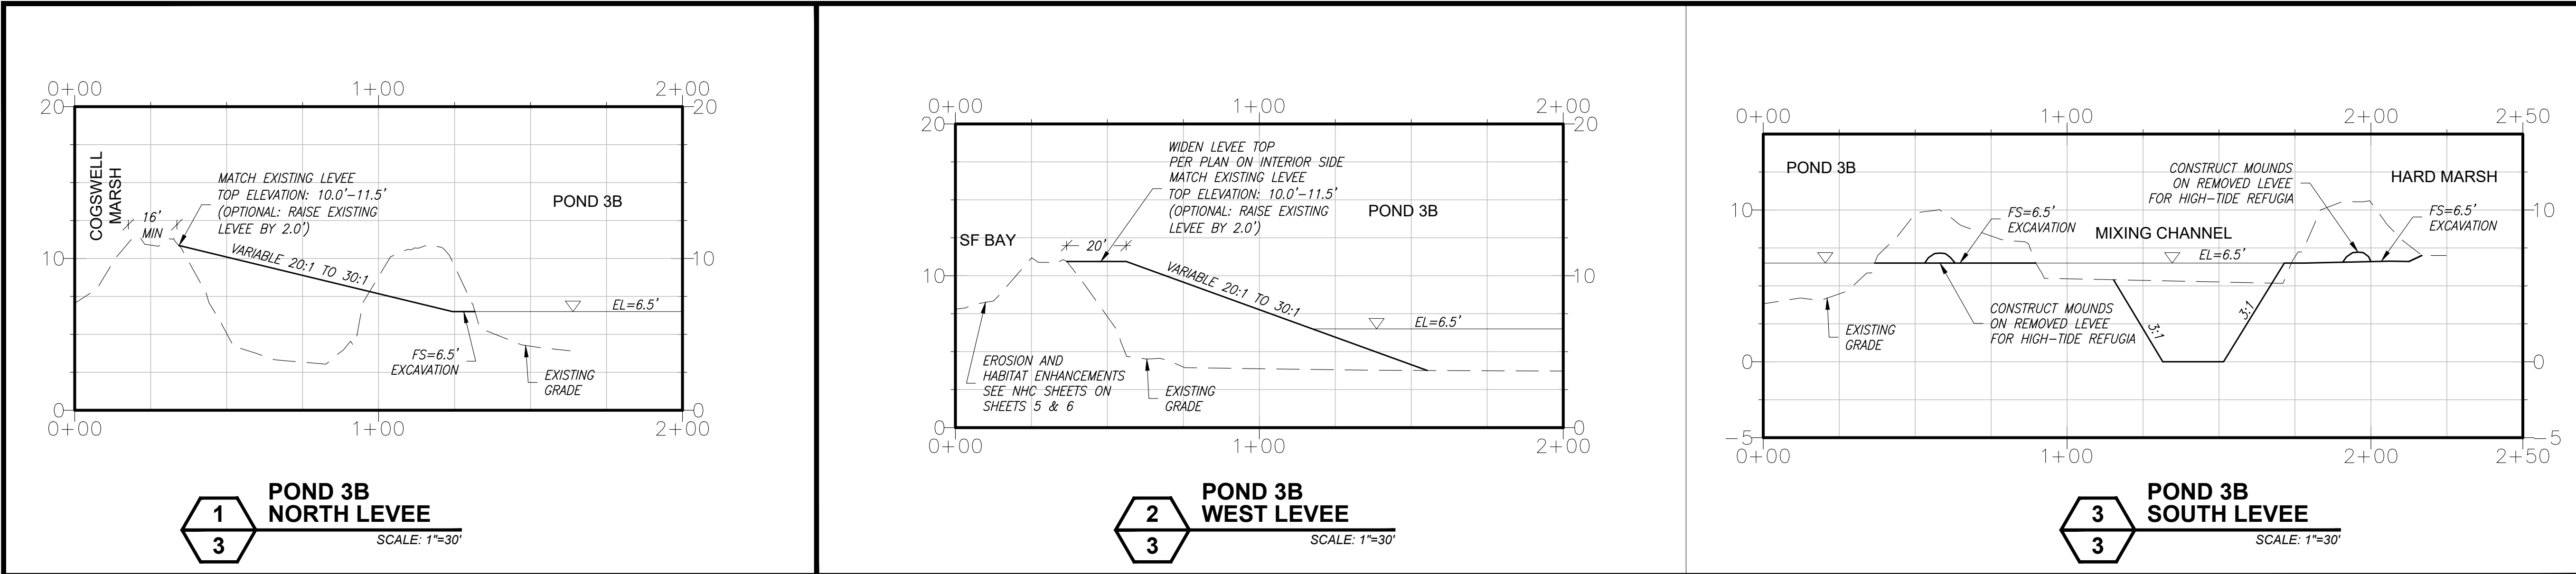 0+00
1+00
2+00
20
20
COGSWELL
MARSH
16'
MIN
MATCH EXISTING LEVEE
TOP ELEVATION: 10.0'-11.5'
(OPTIONAL: RAISE EXISTING
LEVEE BY 2.0')
POND 3B
VARIABLE 20:1 TO 30:1
10
10
EL=6.5'
FS=6.5'
EXCAVATION
EXISTING
GRADE
0
0
0+00
1+00
2+00
1
3
POND 3B
NORTH LEVEE
SCALE: 1"=30'
0+00
1+00
2+00
20
20
WIDEN LEVEE TOP
PER PLAN ON INTERIOR SIDE
MATCH EXISTING LEVEE
TOP ELEVATION: 10.0'-11.5'
(OPTIONAL: RAISE EXISTING
LEVEE BY 2.0')
POND 3B
SF BAY
20'
VARIABLE 20:1 TO 30:1
10
10
EL=6.5'
EROSION AND
HABITAT ENHANCEMENTS
SEE NHC SHEETS ON
SHEETS 5 & 6
EXISTING
GRADE
0
0
0+00
1+00
2+00
2
3
POND 3B
WEST LEVEE
SCALE: 1"=30'
0+00
1+00
2+00
2+50
POND 3B
CONSTRUCT MOUNDS
ON REMOVED LEVEE
FOR HIGH-TIDE REFUGIA
HARD MARSH
10
10
FS=6.5'
EXCAVATION
FS=6.5'
EXCAVATION
MIXING CHANNEL
EL=6.5'
EXISTING
GRADE
CONSTRUCT MOUNDS
ON REMOVED LEVEE
FOR HIGH-TIDE REFUGIA
3:1
3:1
0
0
-5
-5
0+00
1+00
2+00
2+50
3
3
POND 3B
SOUTH LEVEE
SCALE: 1"=30'